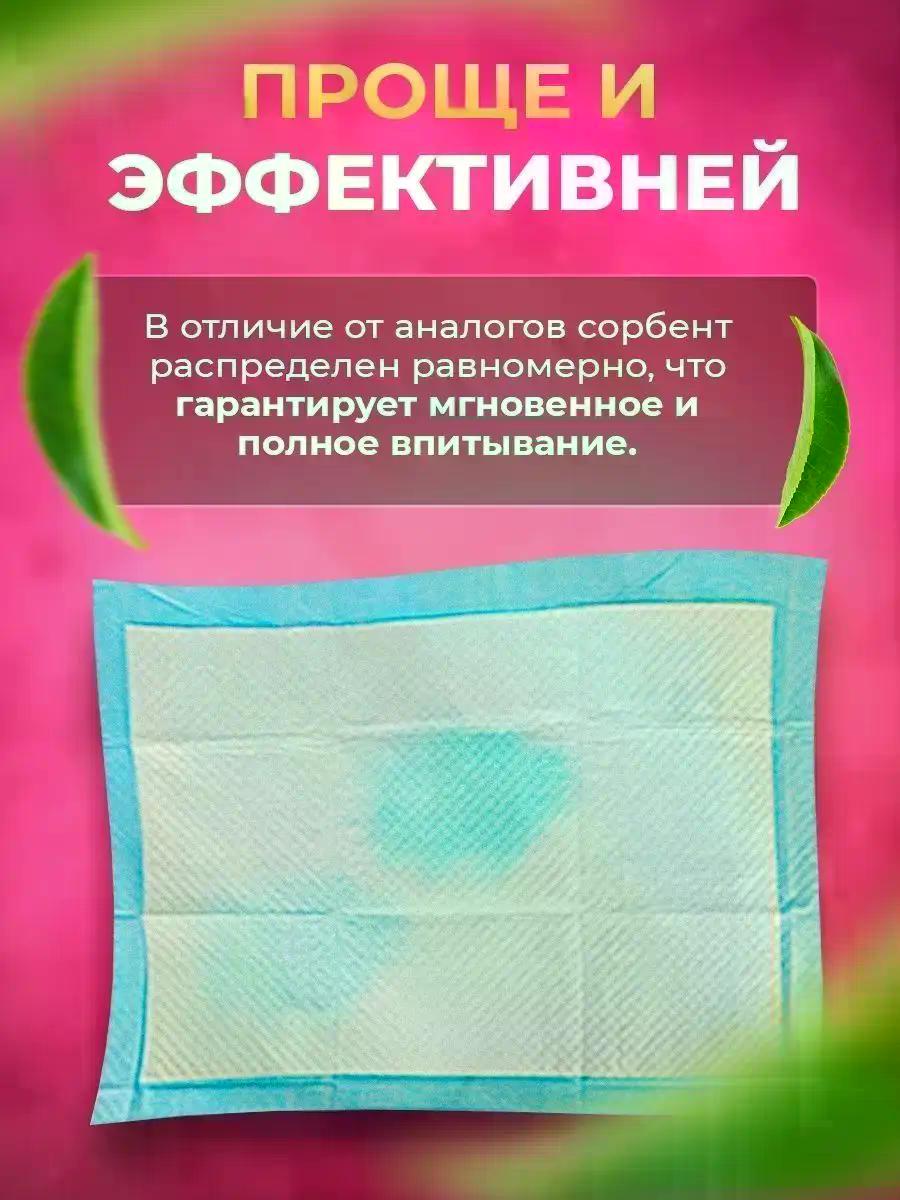 ПРОЩЕ И
ЭФФЕКТИВНЕЙ
В отличие от аналогов сорбент
распределен равномерно, что
гарантирует мгновенное и
полное впитывание.